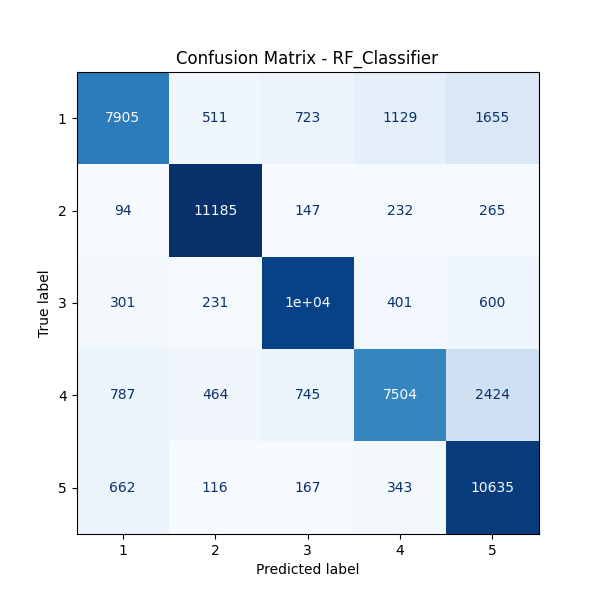 Confusion Matrix - RF_Classifier
1 7905 511 723 1129 1655
2 94 11185 147 232 265
3 301 231 1e+04 401 600
4 787 464 745 7504 2424
5 662 116 167 343 10635
1 2 3 4 5
Predicted label
True label